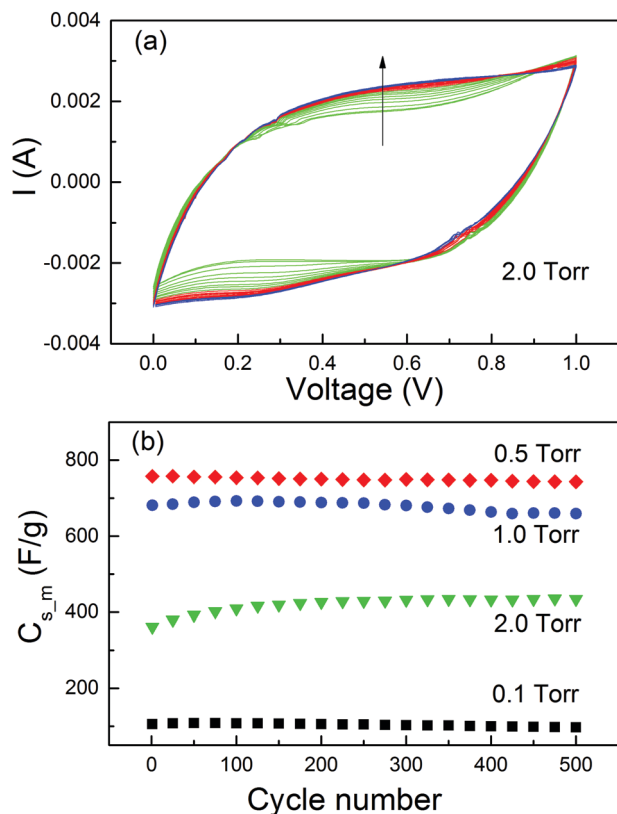 (a)
0.004
0.002
0.000
-0.002
-0.004
I (A)
2.0 Torr
0.0 0.2 0.4 0.6 0.8 1.0
Voltage (V)
(b)
800
600
400
200
C_{s_m} (F/g)
0.5 Torr
1.0 Torr
2.0 Torr
0.1 Torr
0 100 200 300 400 500
Cycle number